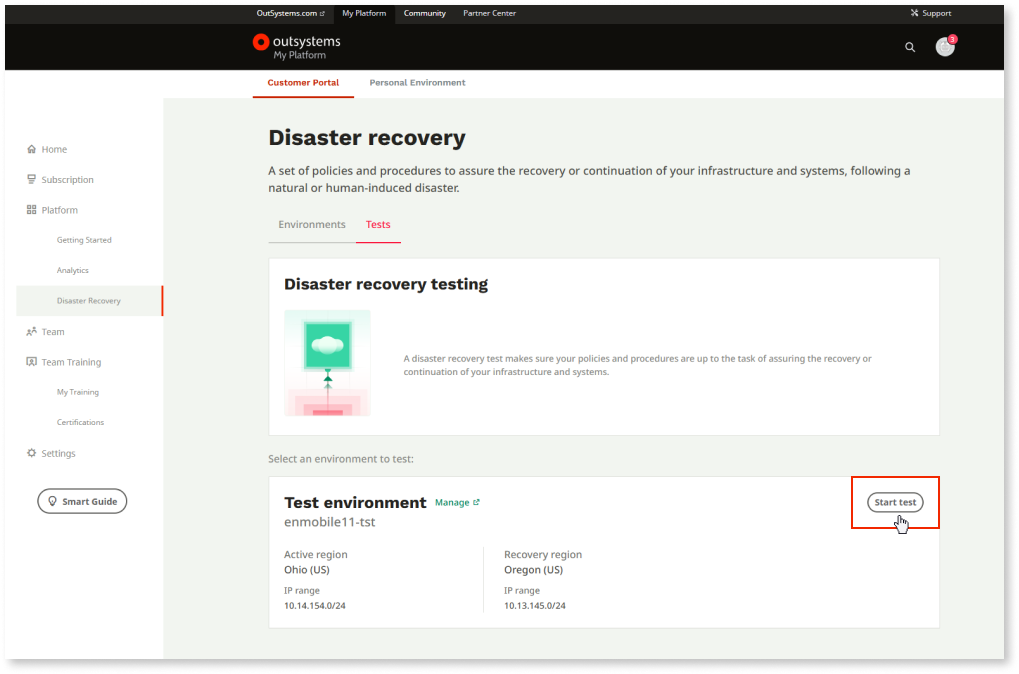 OutSystems.com My Platform Community Partner Center Support
outsystems
My Platform
3
Customer Portal Personal Environment
Home
Subscription
Platform
Getting Started
Analytics
Disaster Recovery
Team
Team Training
My Training
Certifications
Settings
Smart Guide
Disaster recovery
A set of policies and procedures to assure the recovery or contination of your infrastructure and systems, following a
natural or human-induced disaster.
Environments Tests
Disaster recovery testing
A disaster recovery test makes sure your policies and procedures are up to the task of assuring the recovery or
continuation of your infrastructure and systems.
Select an environment to test:
Test environment Manage Start test
enmobile11-tst
Active region Recovery region
Ohio (US) Oregon (US)
IP range IP range
10.14.154.0/24 10.13.145.0/24